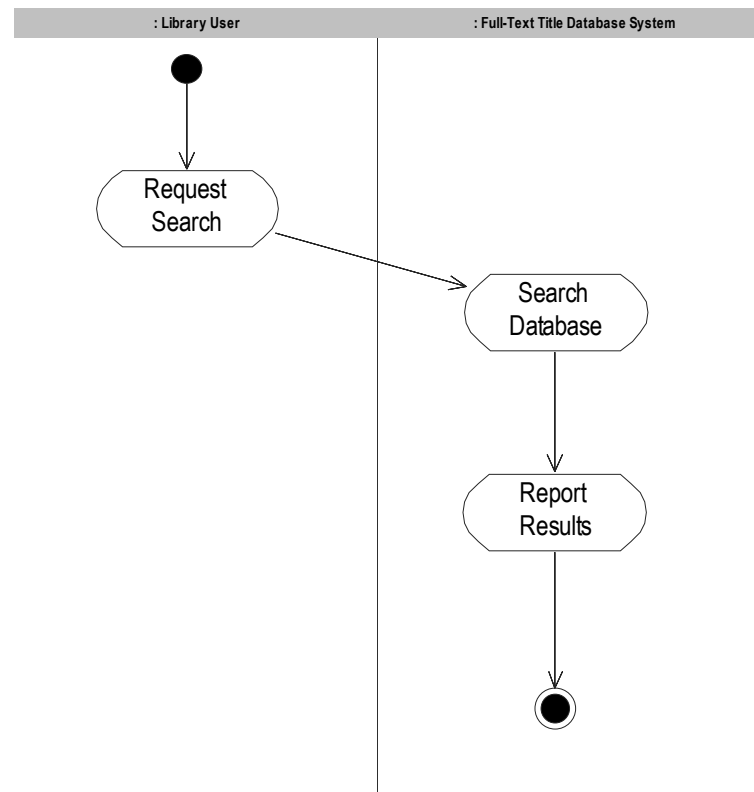 : Library User
: Full-Text Title Database System
Request
Search
Search
Database
Report
Results